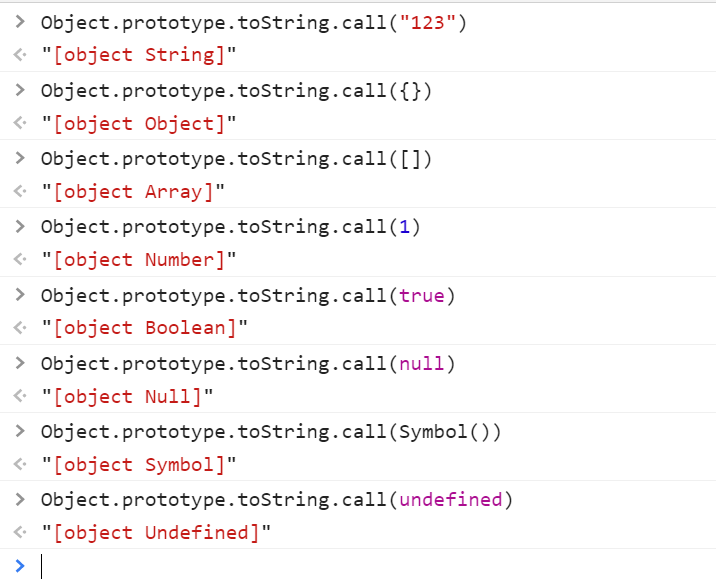 > Object.prototype.toString.call("123")
<· "[object String]"
> Object.prototype.toString.call({})
<· "[object Object]"
> Object.prototype.toString.call([])
<· "[object Array]"
> Object.prototype.toString.call(1)
<· "[object Number]"
> Object.prototype.toString.call(true)
<· "[object Boolean]"
> Object.prototype.toString.call(null)
<· "[object Null]"
> Object.prototype.toString.call(Symbol())
<· "[object Symbol]"
> Object.prototype.toString.call(undefined)
<· "[object Undefined]"
>